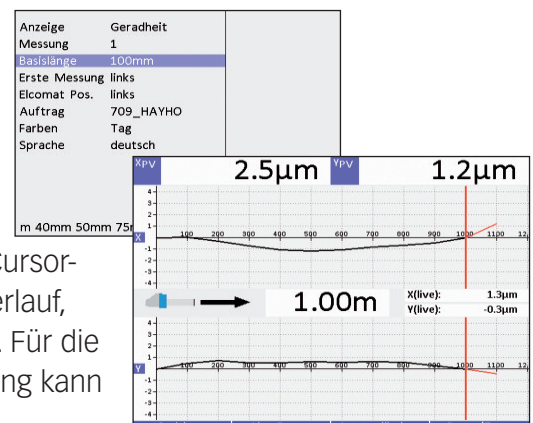 Anzeige Geradheit
Messung 1
Basislänge 100mm
Erste Messung links
Elcomat Pos. links
Auftrag 709_HAYHO
Farben Tag
Sprache deutsch
m 40mm 50mm
XPV 2.5µm YPV 1.2µm
4
3
2
1
X 100 200 300 400 500 600 700 800 900 1000 1100 12
-1
-2
-3
-4
1.00m
X(live): 1.3µm
Y(live): -0.3µm
4
3
2
1
Y 100 200 300 400 500 600 700 800 900 1000 1100 12
-1
-2
-3
-4
Cursor-
erlauf,
. Für die
ng kann